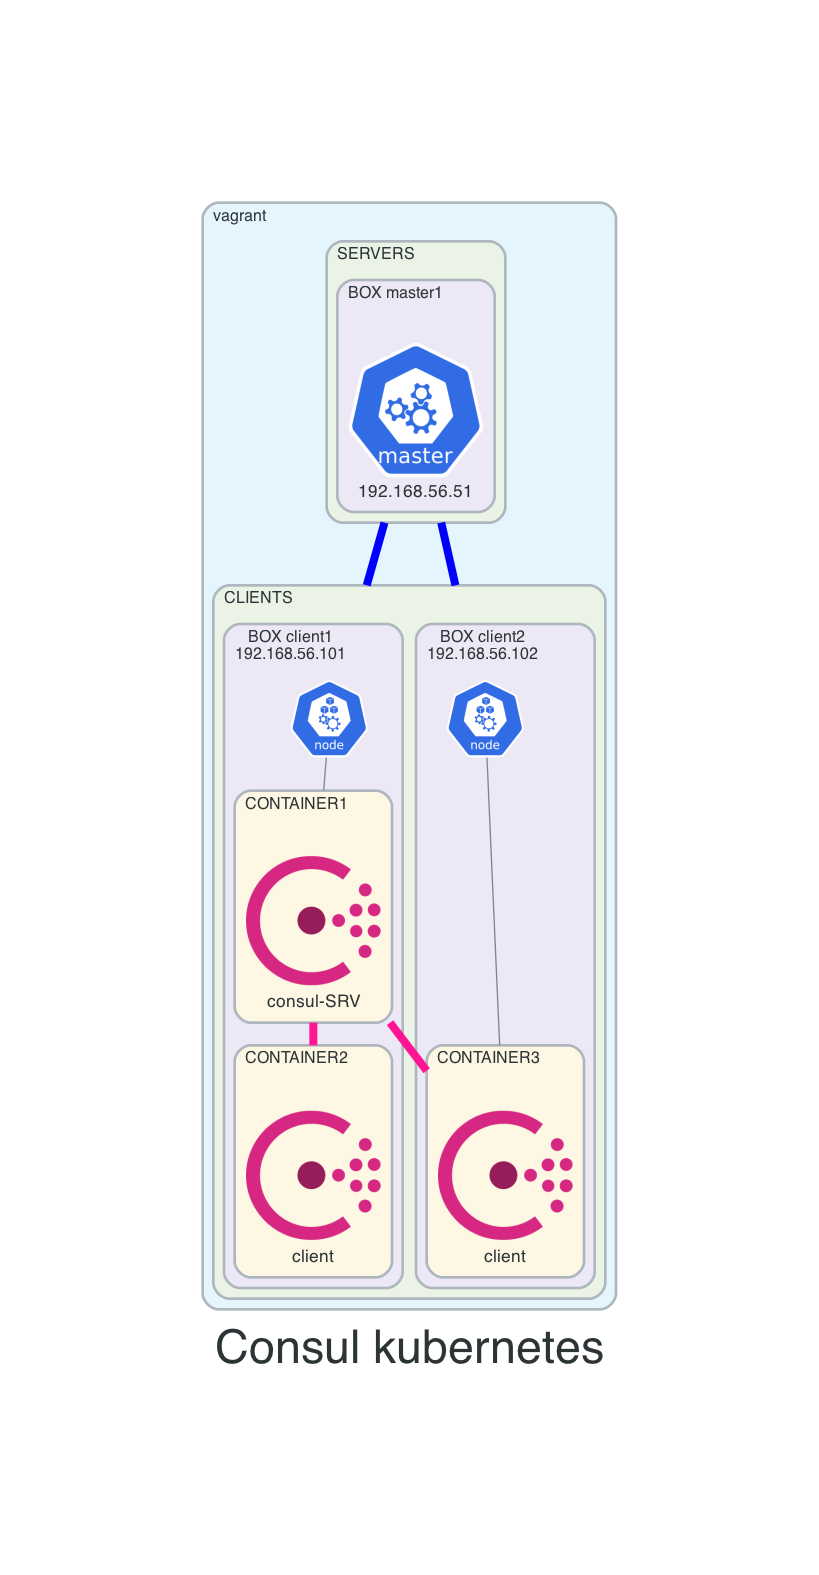 vagrant
SERVERS
BOX master1
master
192.168.56.51
CLIENTS
BOX client1
192.168.56.101
node
BOX client2
192.168.56.102
node
CONTAINER1
consul-SRV
CONTAINER2
client
CONTAINER3
client
Consul kubernetes